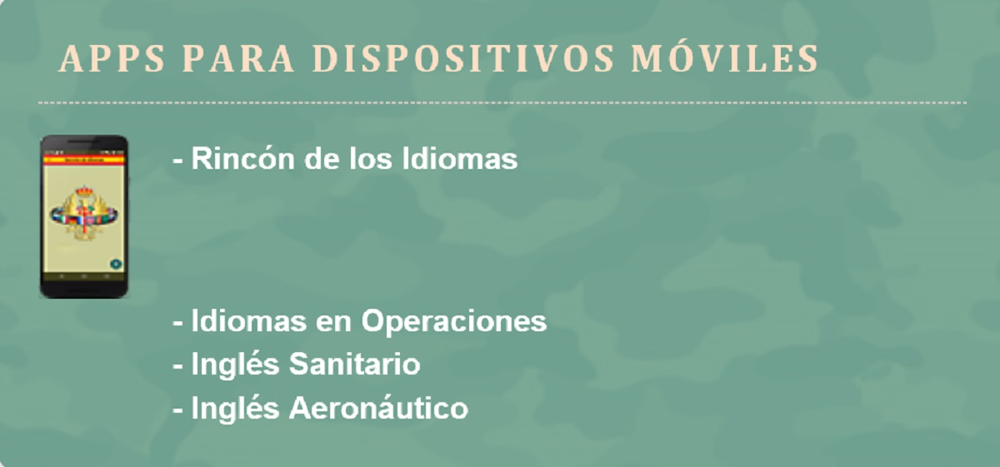 APPS PARA DISPOSITIVOS MÓVILES
- Rincón de los Idiomas
- Idiomas en Operaciones
- Inglés Sanitario
- Inglés Aeronáutico